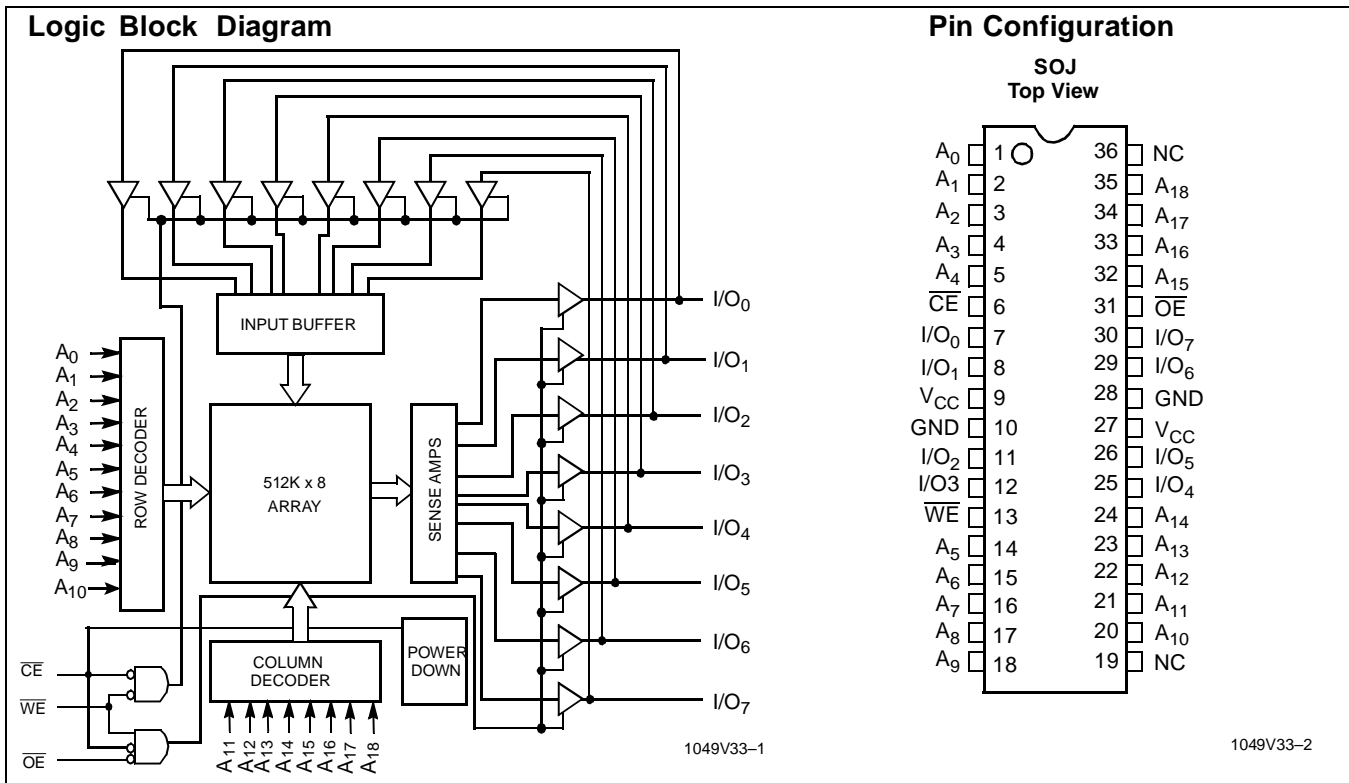 Logic Block Diagram
INPUT BUFFER
A0
A1
A2
A3
A4
A5
A6
A7
A8
A9
A10
ROW DECODER
512K x 8
ARRAY
SENSE AMPS
COLUMN
DECODER
POWER
DOWN
CE
WE
OE
A11
A12
A13
A14
A15
A16
A17
A18
I/O0
I/O1
I/O2
I/O3
I/O4
I/O5
I/O6
I/O7
1049V33–1
Pin Configuration
SOJ
Top View
A0 1 36 NC
A1 2 35 A18
A2 3 34 A17
A3 4 33 A16
A4 5 32 A15
CE 6 31 OE
I/O0 7 30 I/O7
I/O1 8 29 I/O6
VCC 9 28 GND
GND 10 27 VCC
I/O2 11 26 I/O5
I/O3 12 25 I/O4
WE 13 24 A14
A5 14 23 A13
A6 15 22 A12
A7 16 21 A11
A8 17 20 A10
A9 18 19 NC
1049V33–2